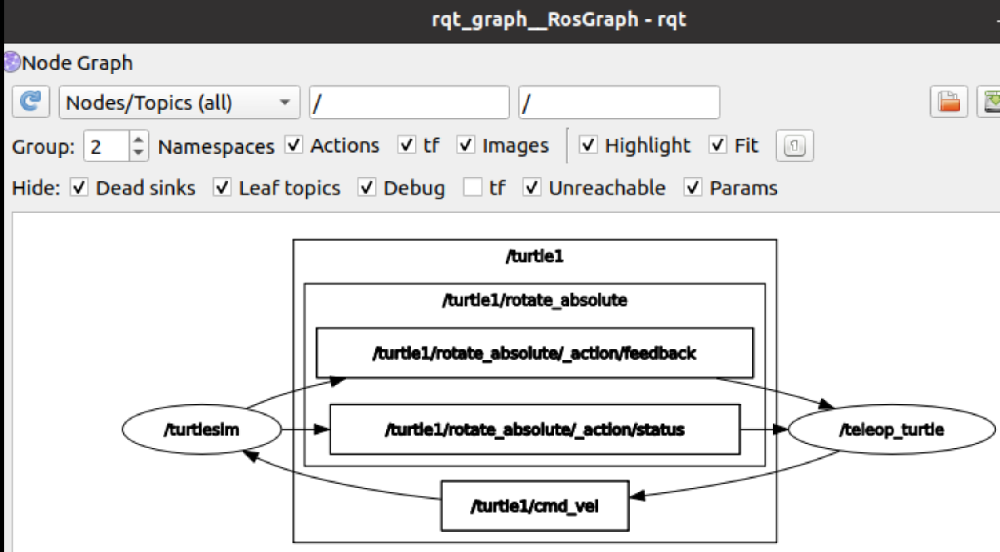 rqt_graph__RosGraph - rqt
Node Graph
Nodes/Topics (all) / /
Group: 2 Namespaces Actions tf Images Highlight Fit
Hide: Dead sinks Leaf topics Debug tf Unreachable Params
/turtle1
/turtle1/rotate_absolute
/turtle1/rotate_absolute/_action/feedback
/turtlesim /turtle1/rotate_absolute/_action/status /teleop_turtle
/turtle1/cmd_vel